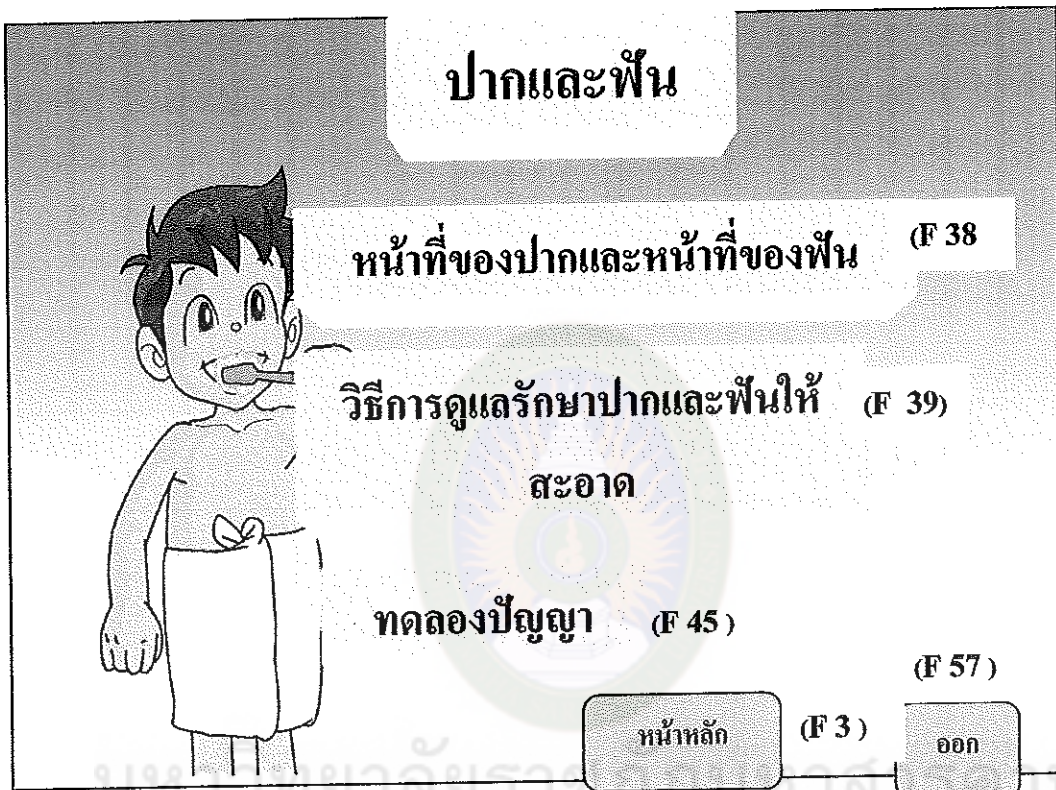 ปากและฟัน
หน้าที่ของปากและหน้าที่ของฟัน (F 38
วิธีการดูแลรักษาปากและฟันให้ (F 39)
สะอาด
ทดลองปัญญา (F 45 )
(F 57 )
หน้าหลัก (F 3 ) ออก